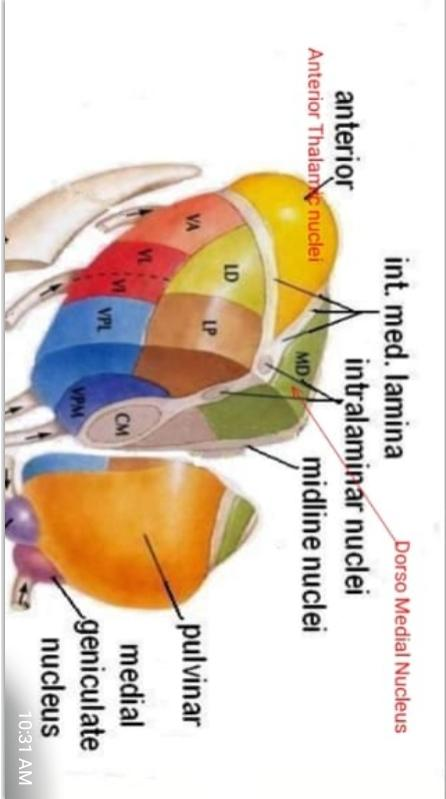 Anterior Thalamic nuclei
anterior
int. med. lamina
intralaminar nuclei
midline nuclei
Dorso Medial Nucleus
VA
VL
VI
VPL
VPM
LD
LP
MD
CM
pulvinar
medial
geniculate
nucleus
10:31 AM